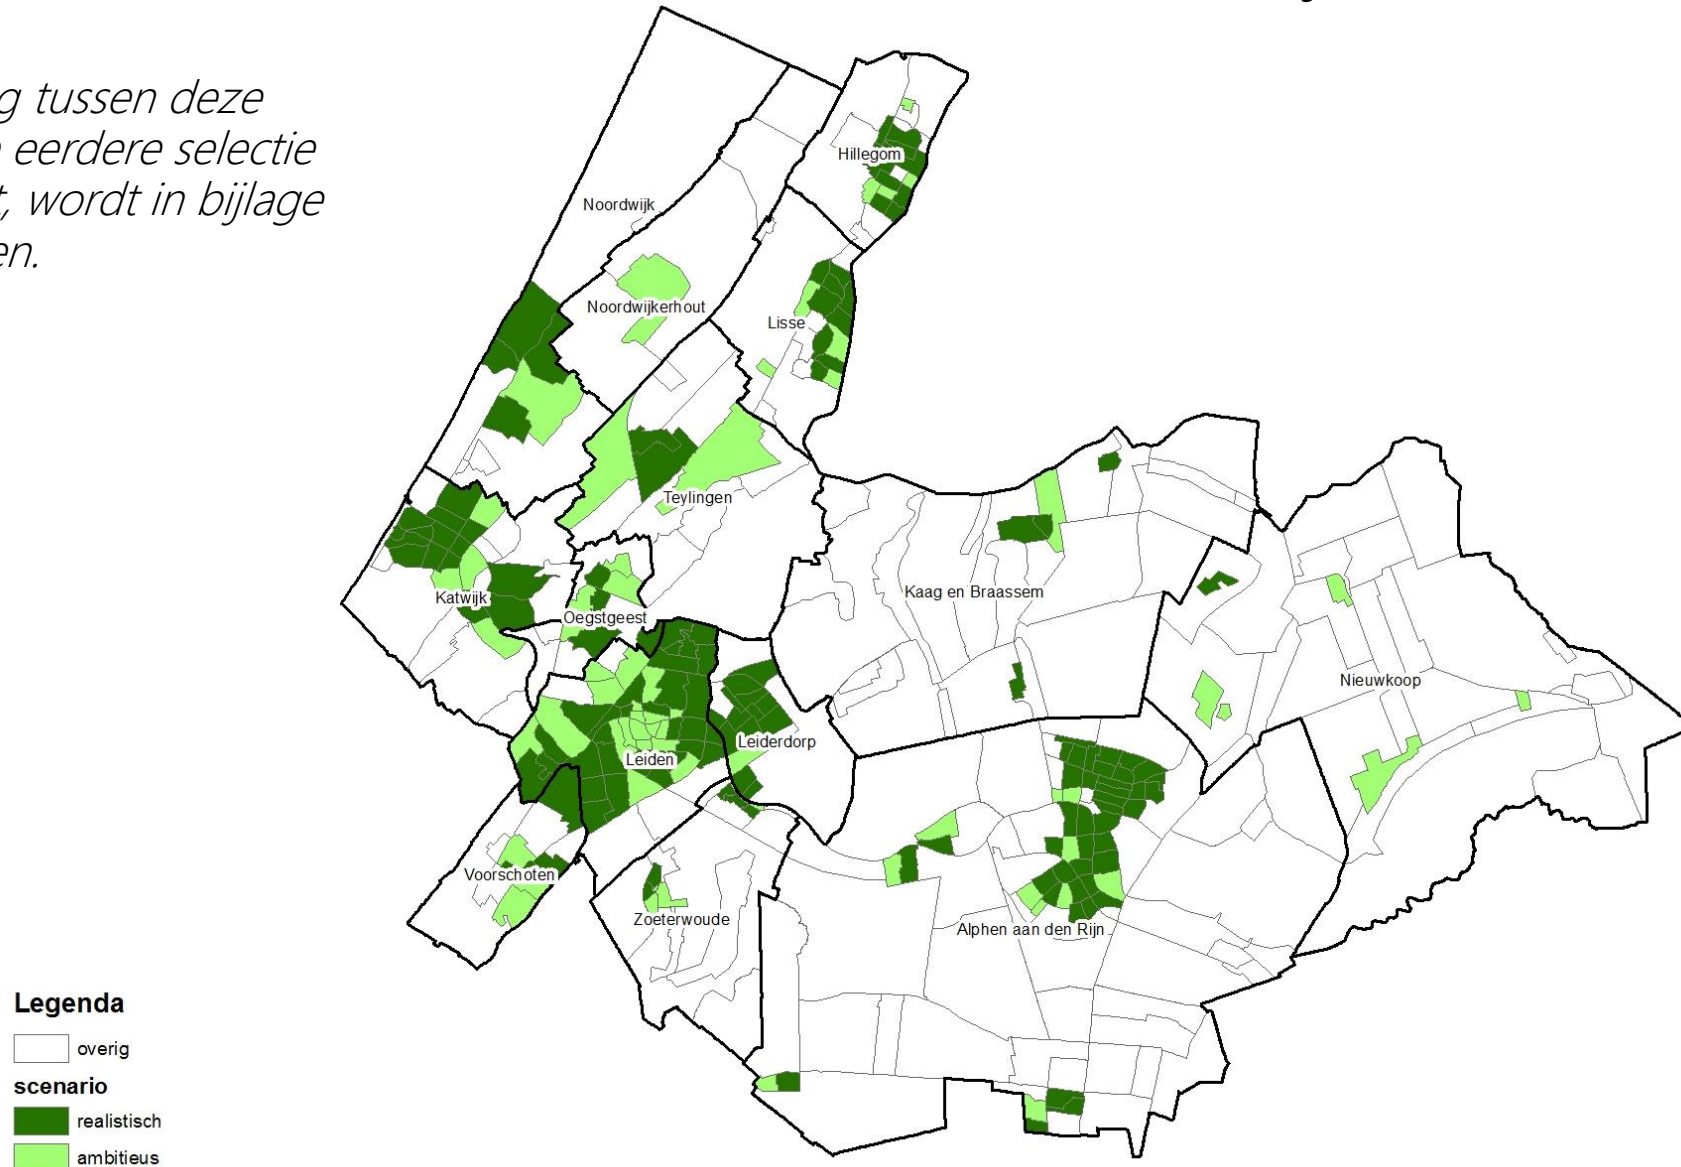 g tussen deze
eerdere selectie
t, wordt in bijlage
en.
Hillegom
Noordwijk
Noordwijkerhout
Lisse
Teylingen
Kaag en Braassem
Katwijk
Oegstgeest
Nieuwkoop
Leiderdorp
Leiden
Voorschoten
Zoeterwoude
Alphen aan den Rijn
Legenda
overig
scenario
realistisch
ambitieus